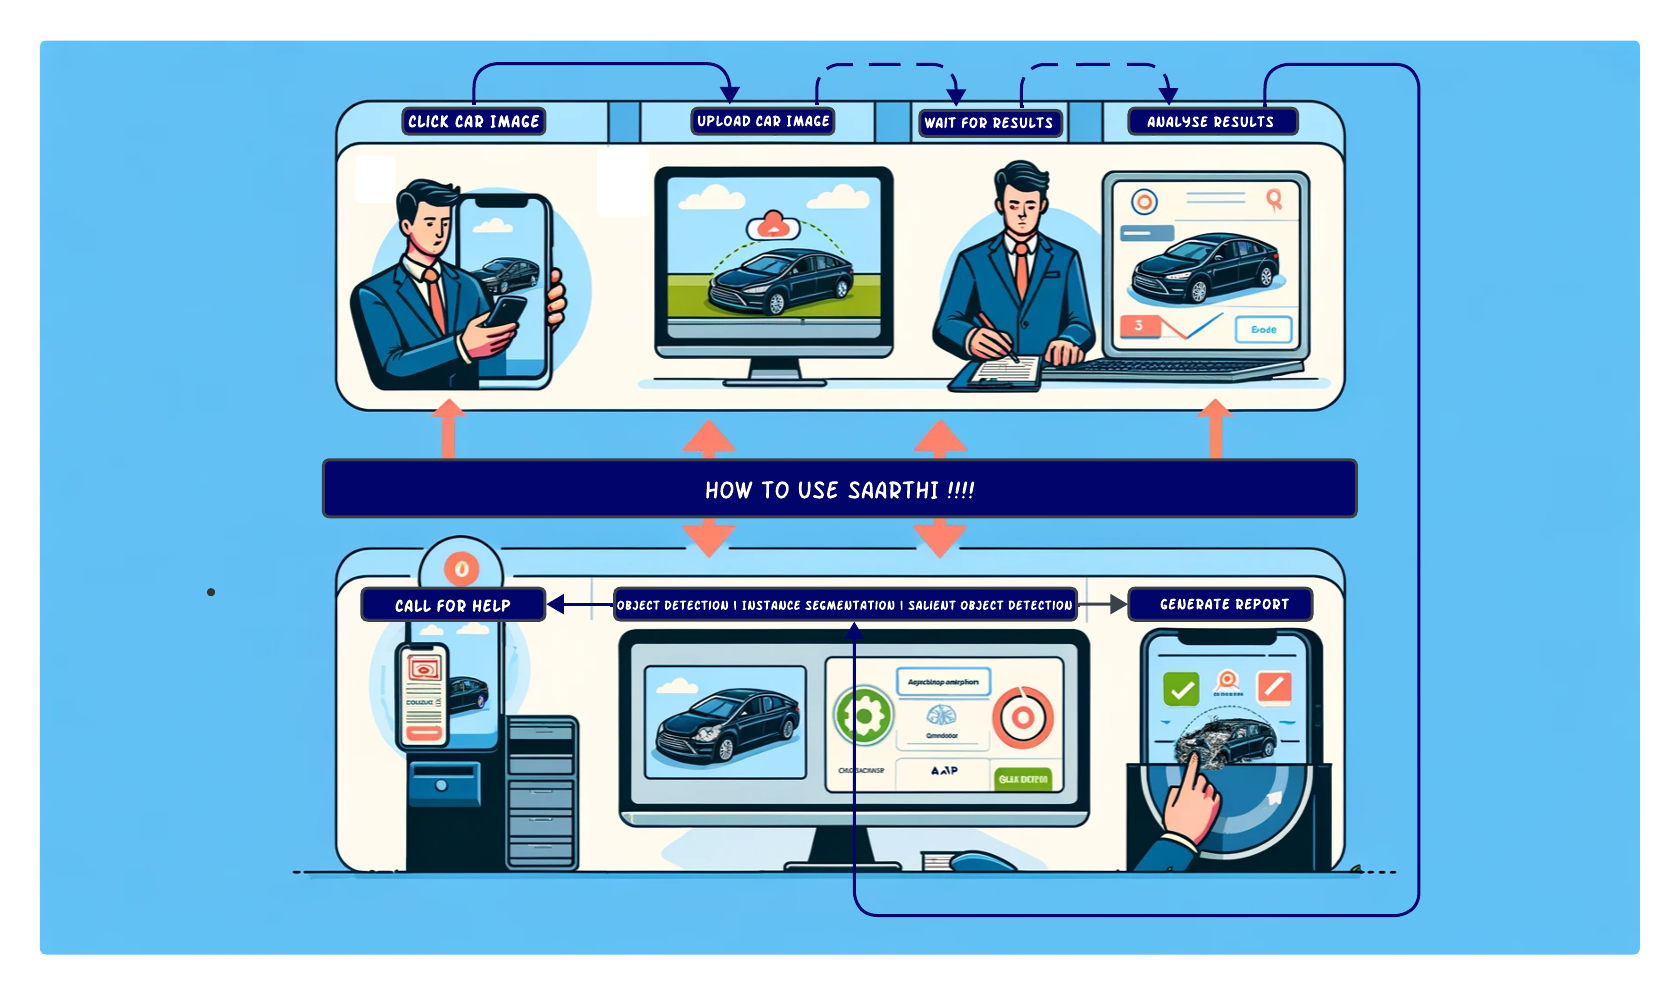 CLICK CAR IMAGE
UPLOAD CAR IMAGE
WAIT FOR RESULTS
ANALYSE RESULTS
3
HOW TO USE SAARTHI !!!!
CALL FOR HELP
OBJECT DETECTION | INSTANCE SEGMENTATION | SALIENT OBJECT DETECTION
GENERATE REPORT